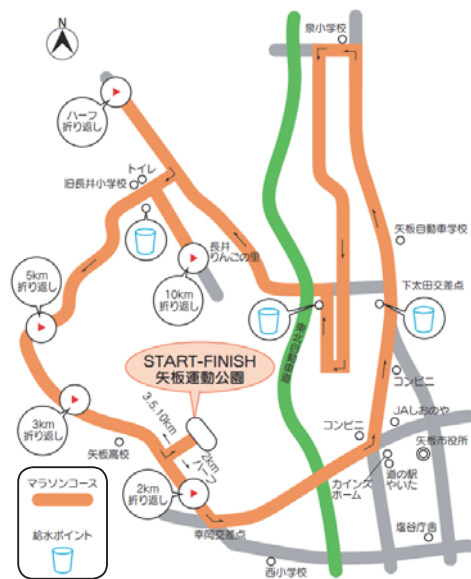 N
泉小学校
ハーフ
折り返し
トイレ
旧長井小学校
長井
りんごの里
矢板自動車学校
5km
折り返し
10km
折り返し
下太田交差点
東北自動車道
START-FINISH
矢板運動公園
コンビニ
3km
折り返し
3.5.10km
JAしおのや
コンビニ
矢板高校
2km
ハーフ
矢板市役所
カインズ
ホーム
道の駅
やいた
マラソンコース
2km
折り返し
給水ポイント
幸岡交差点
塩谷庁舎
西小学校